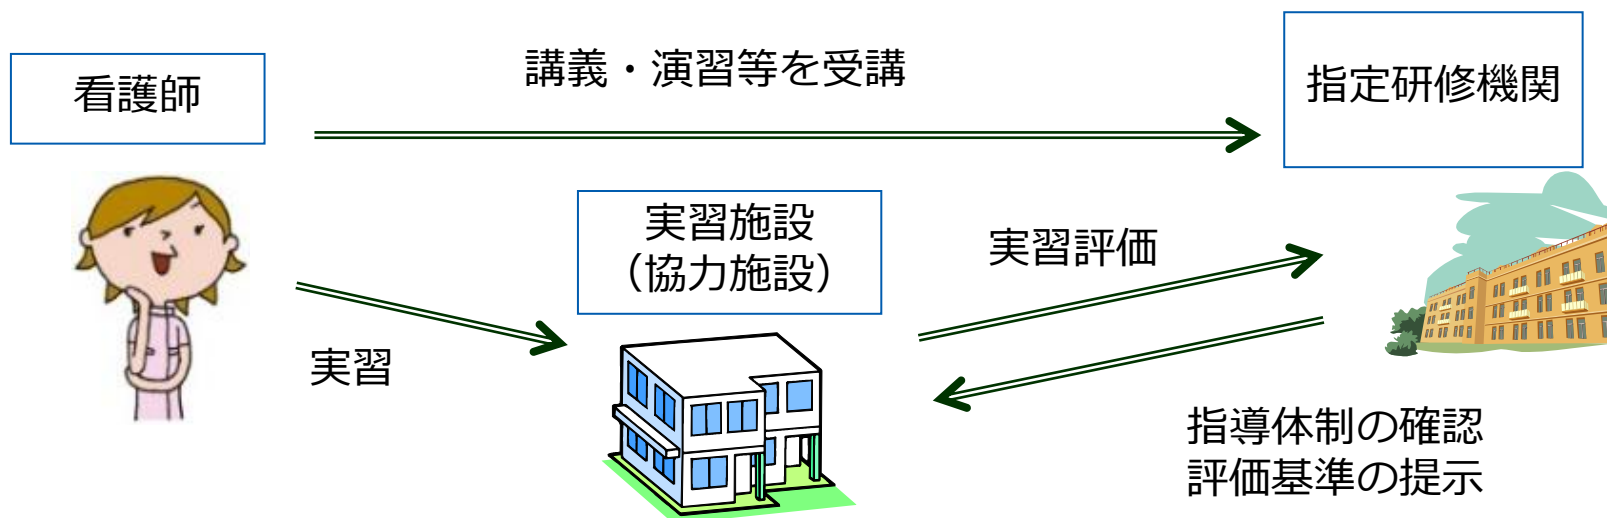 看護師
講義・演習等を受講
指定研修機関
実習施設
（協力施設）
実習評価
実習
指導体制の確認
評価基準の提示